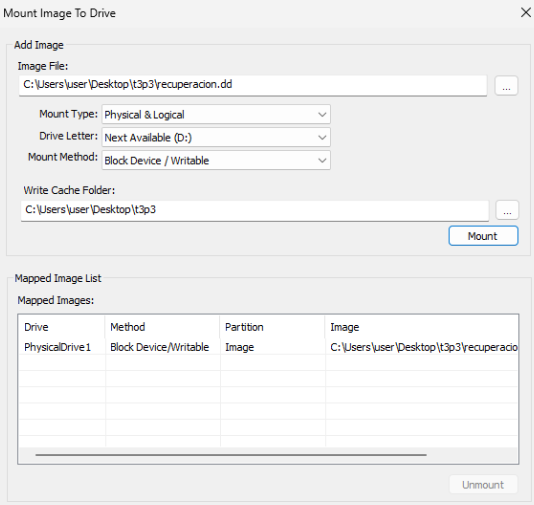 Mount Image To Drive
Add Image
Image File:
C:\Users\user\Desktop\t3p3\recuperacion.dd
...
Mount Type: Physical & Logical
Drive Letter: Next Available (D:)
Mount Method: Block Device / Writable
Write Cache Folder:
C:\Users\user\Desktop\t3p3
...
Mount
Mapped Image List
Mapped Images:
Drive Method Partition Image
PhysicalDrive1 Block Device/Writable Image C:\Users\user\Desktop\t3p3\recuperacio
Unmount